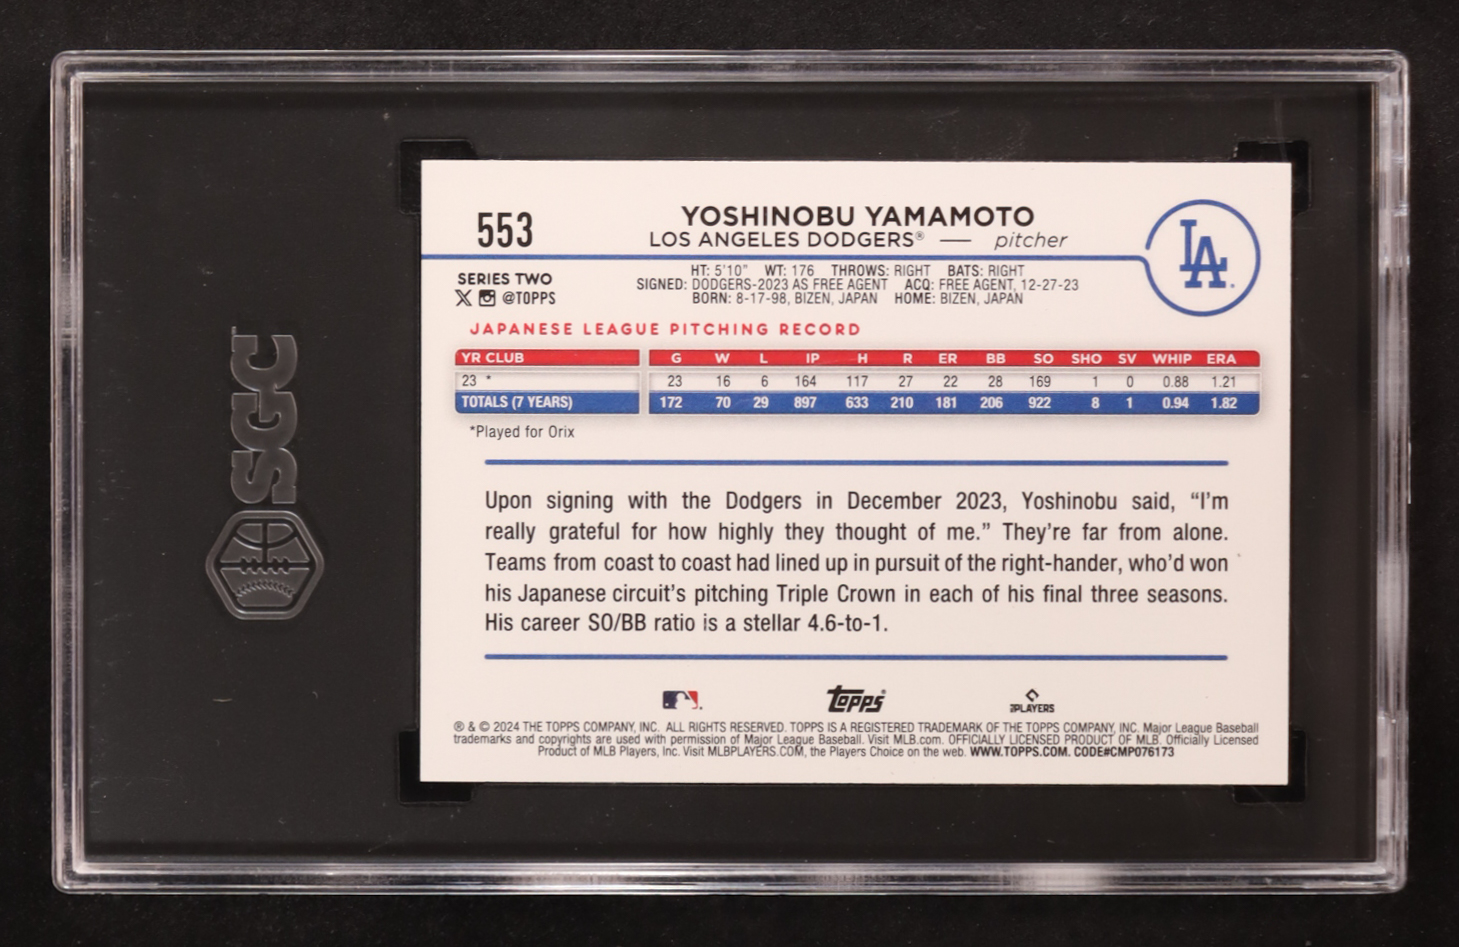 SGC
553
YOSHINOBU YAMAMOTO
LOS ANGELES DODGERS® — pitcher
LA
SERIES TWO
@TOPPS
HT: 5'10" WT: 176 THROWS: RIGHT BATS: RIGHT
SIGNED: DODGERS-2023 AS FREE AGENT ACQ: FREE AGENT, 12-27-23
BORN: 8-17-98, BIZEN, JAPAN HOME: BIZEN, JAPAN
JAPANESE LEAGUE PITCHING RECORD
YR CLUB G W L IP H R ER BB SO SHO SV WHIP ERA
23 * 23 16 6 164 117 27 22 28 169 1 0 0.88 1.21
TOTALS (7 YEARS) 172 70 29 897 633 210 181 206 922 8 1 0.94 1.82
*Played for Orix
Upon signing with the Dodgers in December 2023, Yoshinobu said, “I’m
really grateful for how highly they thought of me.” They’re far from alone.
Teams from coast to coast had lined up in pursuit of the right-hander, who’d won
his Japanese circuit’s pitching Triple Crown in each of his final three seasons.
His career SO/BB ratio is a stellar 4.6-to-1.
Topps®
PLAYERS
® & © 2024 THE TOPPS COMPANY, INC. ALL RIGHTS RESERVED. TOPPS IS A REGISTERED TRADEMARK OF THE TOPPS COMPANY, INC. Major League Baseball
trademarks and copyrights are used with permission of Major League Baseball. Visit MLB.com. OFFICIALLY LICENSED PRODUCT OF MLB. Officially Licensed
Product of MLB Players, Inc. Visit MLBPLAYERS.COM, the Players Choice on the web. WWW.TOPPS.COM. CODE#CMP076173